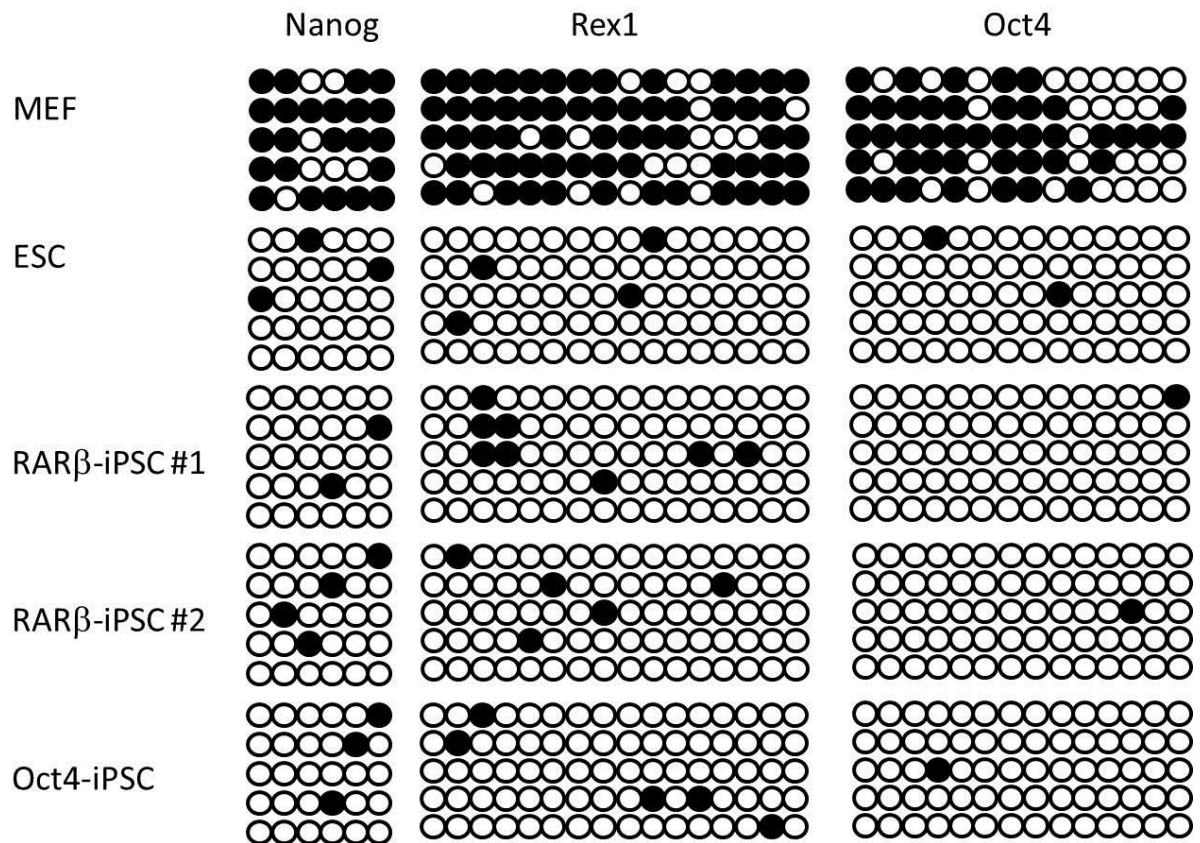 Nanog Rex1 Oct4
MEF
ESC
RARβ-iPSC #1
RARβ-iPSC #2
Oct4-iPSC